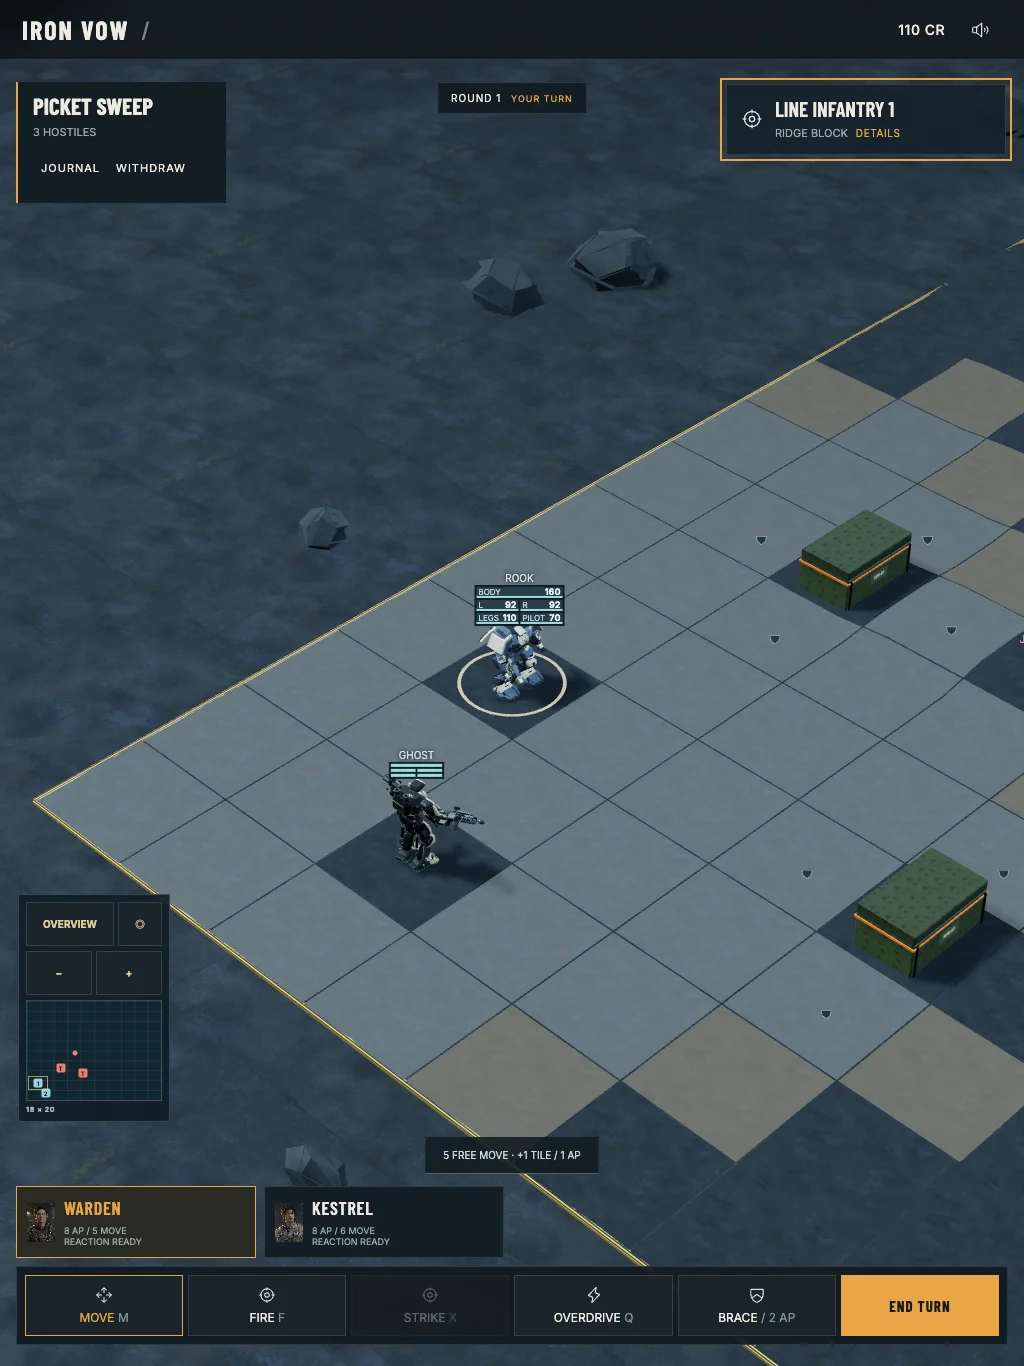 IRON VOW /
110 CR
PICKET SWEEP
3 HOSTILES
JOURNAL WITHDRAW
ROUND 1 YOUR TURN
LINE INFANTRY 1
RIDGE BLOCK DETAILS
ROOK
BODY 160
L 92 R 92
LEGS 110 PILOT 70
GHOST
OVERVIEW
- +
T
T
1
2
18 × 20
5 FREE MOVE · +1 TILE / 1 AP
WARDEN
8 AP / 5 MOVE
REACTION READY
KESTREL
8 AP / 6 MOVE
REACTION READY
MOVE M
FIRE F
STRIKE X
OVERDRIVE Q
BRACE / 2 AP
END TURN